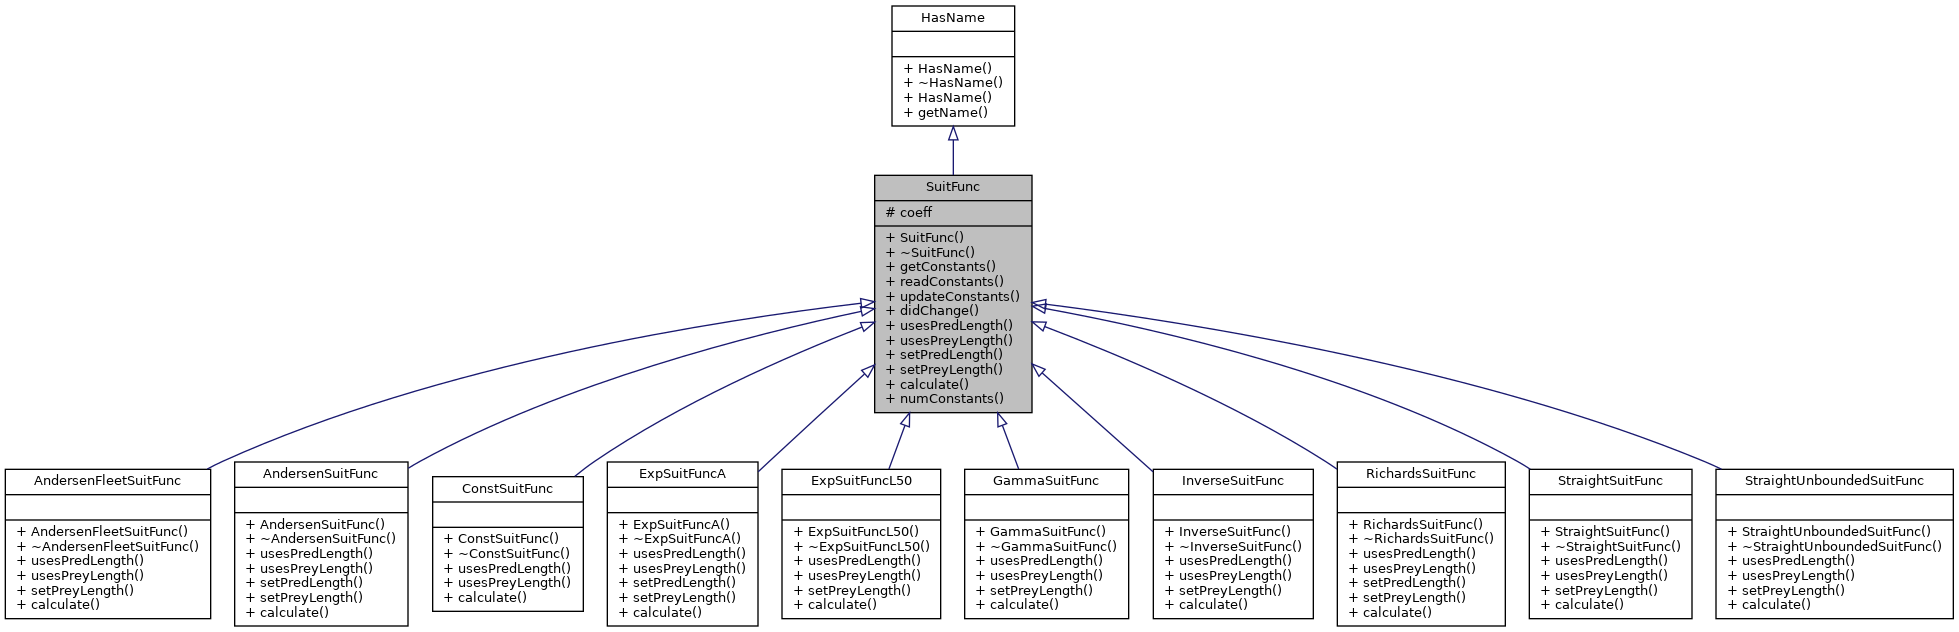 HasName
+ HasName()
+ ~HasName()
+ HasName()
+ getName()
SuitFunc
# coeff
+ SuitFunc()
+ ~SuitFunc()
+ getConstants()
+ readConstants()
+ updateConstants()
+ didChange()
+ usesPredLength()
+ usesPreyLength()
+ setPredLength()
+ setPreyLength()
+ calculate()
+ numConstants()
AndersenFleetSuitFunc
+ AndersenFleetSuitFunc()
+ ~AndersenFleetSuitFunc()
+ usesPredLength()
+ usesPreyLength()
+ setPreyLength()
+ calculate()
AndersenSuitFunc
+ AndersenSuitFunc()
+ ~AndersenSuitFunc()
+ usesPredLength()
+ usesPreyLength()
+ setPredLength()
+ setPreyLength()
+ calculate()
ConstSuitFunc
+ ConstSuitFunc()
+ ~ConstSuitFunc()
+ usesPredLength()
+ usesPreyLength()
+ calculate()
ExpSuitFuncA
+ ExpSuitFuncA()
+ ~ExpSuitFuncA()
+ usesPredLength()
+ usesPreyLength()
+ setPredLength()
+ setPreyLength()
+ calculate()
ExpSuitFuncL50
+ ExpSuitFuncL50()
+ ~ExpSuitFuncL50()
+ usesPredLength()
+ usesPreyLength()
+ setPreyLength()
+ calculate()
GammaSuitFunc
+ GammaSuitFunc()
+ ~GammaSuitFunc()
+ usesPredLength()
+ usesPreyLength()
+ setPreyLength()
+ calculate()
InverseSuitFunc
+ InverseSuitFunc()
+ ~InverseSuitFunc()
+ usesPredLength()
+ usesPreyLength()
+ setPreyLength()
+ calculate()
RichardsSuitFunc
+ RichardsSuitFunc()
+ ~RichardsSuitFunc()
+ usesPredLength()
+ usesPreyLength()
+ setPredLength()
+ setPreyLength()
+ calculate()
StraightSuitFunc
+ StraightSuitFunc()
+ ~StraightSuitFunc()
+ usesPredLength()
+ usesPreyLength()
+ setPreyLength()
+ calculate()
StraightUnboundedSuitFunc
+ StraightUnboundedSuitFunc()
+ ~StraightUnboundedSuitFunc()
+ usesPredLength()
+ usesPreyLength()
+ setPreyLength()
+ calculate()